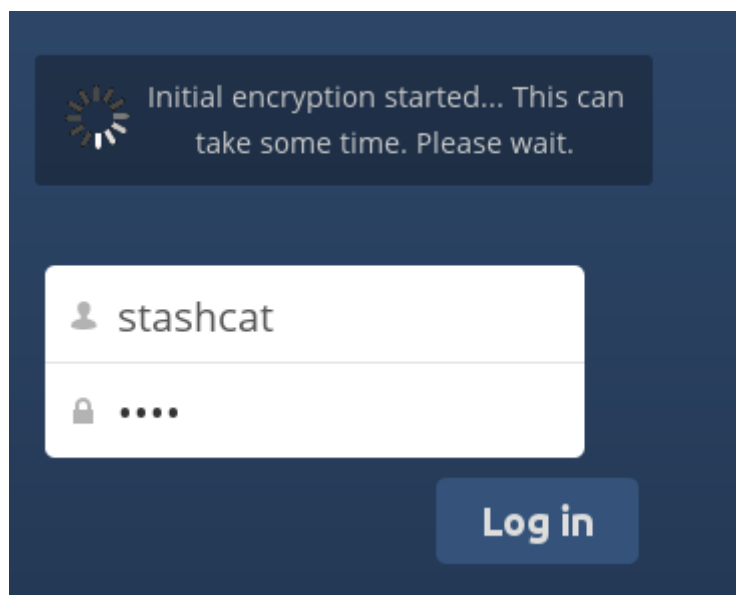 Initial encryption started... This can
take some time. Please wait.
stashcat
••••
Log in